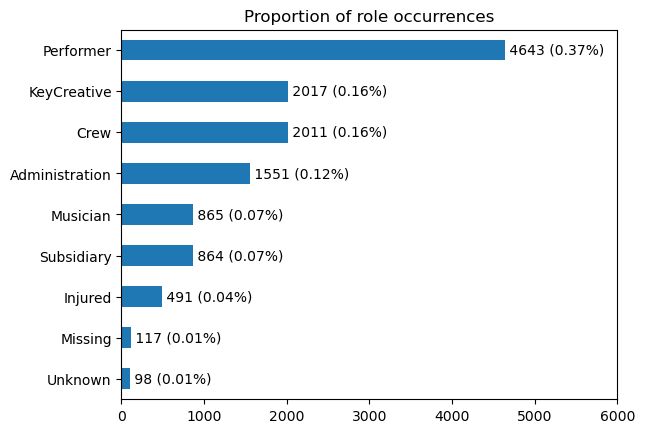 Proportion of role occurrences
Performer 4643 (0.37%)
KeyCreative 2017 (0.16%)
Crew 2011 (0.16%)
Administration 1551 (0.12%)
Musician 865 (0.07%)
Subsidiary 864 (0.07%)
Injured 491 (0.04%)
Missing 117 (0.01%)
Unknown 98 (0.01%)
0 1000 2000 3000 4000 5000 6000